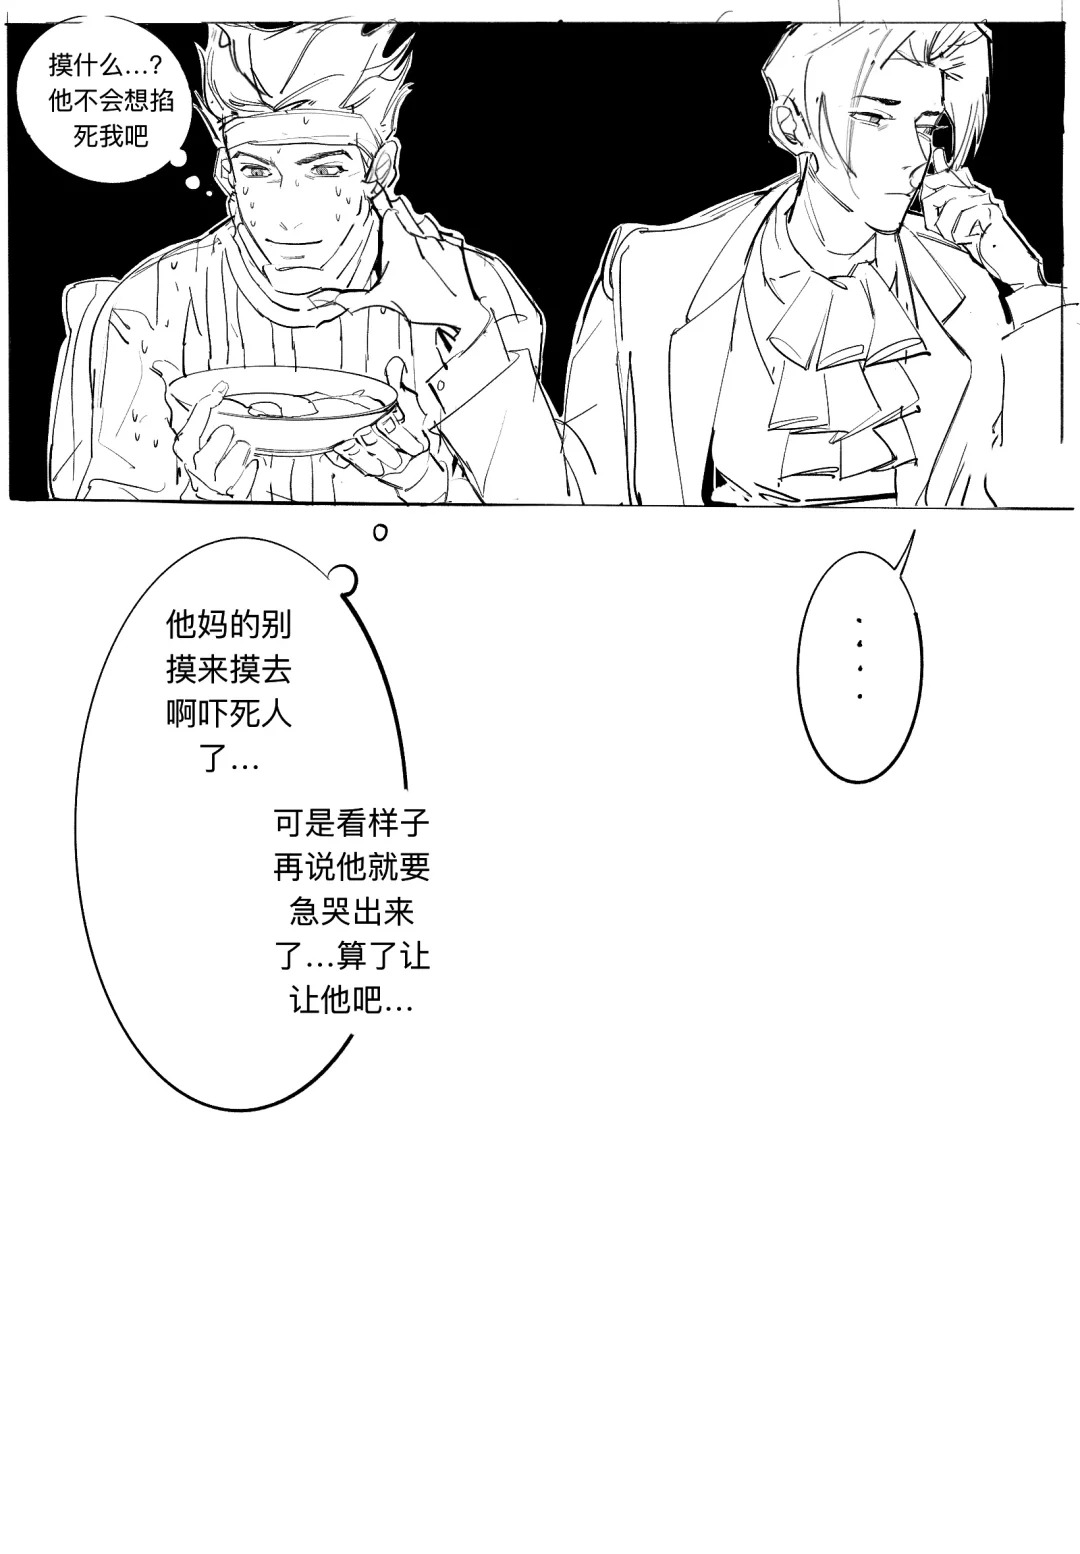 摸什么...?
他不会想掐
死我吧
他妈的别
摸来摸去
啊吓死人
了...
可是看样子
再说他就要
急哭出来
了...算了让
让他吧...
....